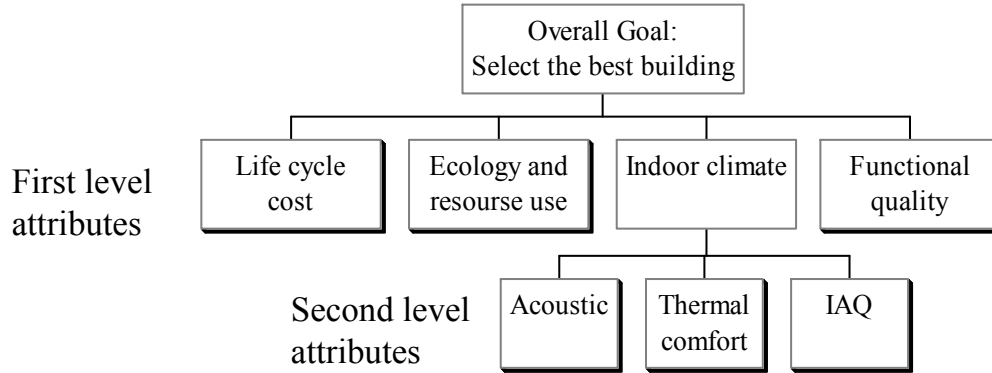 Overall Goal:
Select the best building
First level
attributes
Life cycle
cost
Ecology and
resourse use
Indoor climate
Functional
quality
Second level
attributes
Acoustic
Thermal
comfort
IAQ